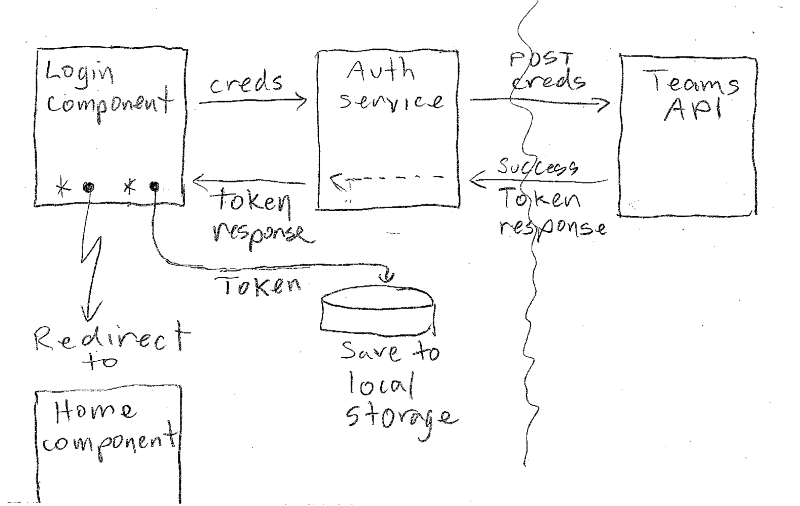 Login
component
creds
Auth
service
POST
creds
Teams
API
* *
token
response
Success
Token
response
Token
Redirect
to
Save to
local
storage
Home
component